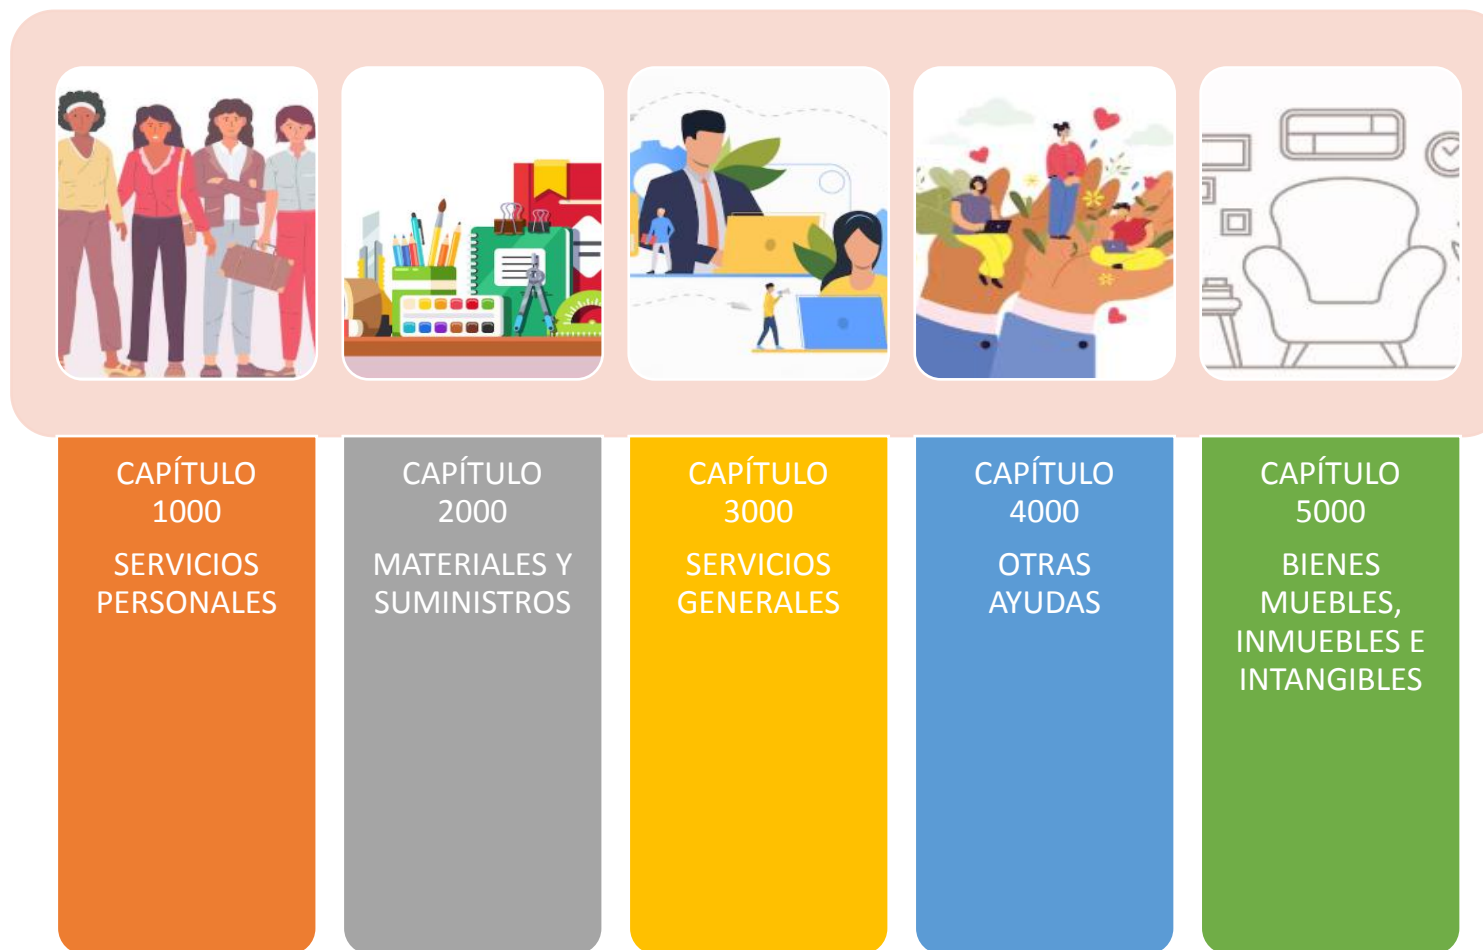 CAPÍTULO
1000
SERVICIOS
PERSONALES
CAPÍTULO
2000
MATERIALES Y
SUMINISTROS
CAPÍTULO
3000
SERVICIOS
GENERALES
CAPÍTULO
4000
OTRAS
AYUDAS
CAPÍTULO
5000
BIENES
MUEBLES,
INMUEBLES E
INTANGIBLES